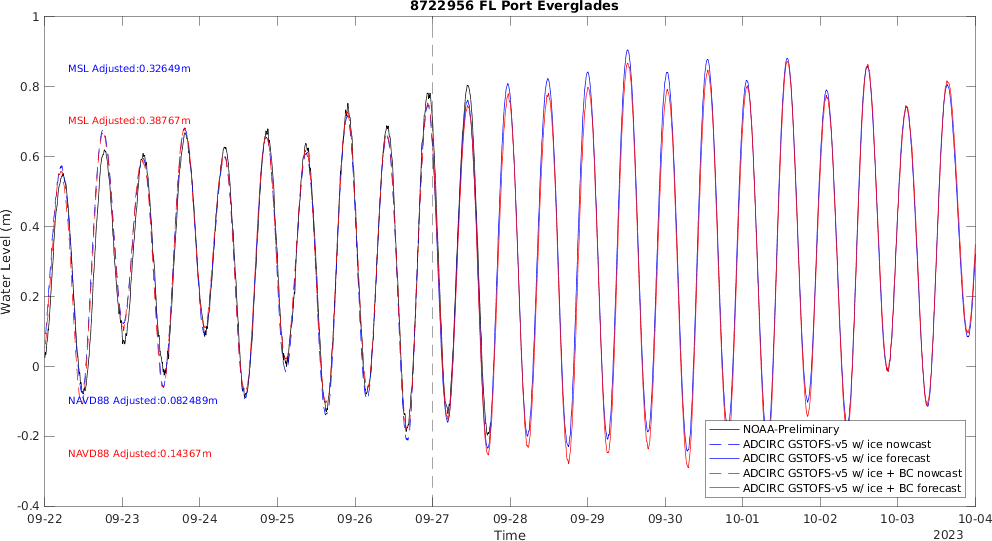 8722956 FL Port Everglades
1
0.8
0.6
0.4
0.2
0
-0.2
-0.4
Water Level (m)
MSL Adjusted:0.32649m
MSL Adjusted:0.38767m
NAVD88 Adjusted:0.082489m
NAVD88 Adjusted:0.14367m
NOAA-Preliminary
ADCIRC GSTOFS-v5 w/ ice nowcast
ADCIRC GSTOFS-v5 w/ ice forecast
ADCIRC GSTOFS-v5 w/ ice + BC nowcast
ADCIRC GSTOFS-v5 w/ ice + BC forecast
09-22 09-23 09-24 09-25 09-26 09-27 09-28 09-29 09-30 10-01 10-02 10-03 10-04
Time
2023